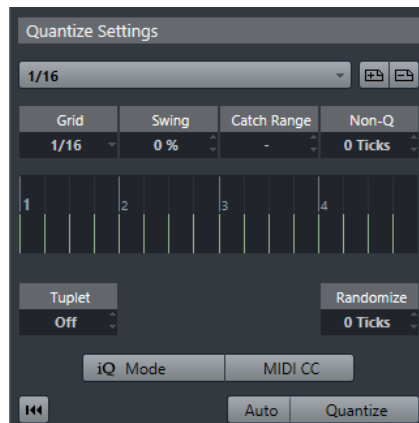 Quantize Settings
1/16
Grid Swing Catch Range Non-Q
1/16 0 % - 0 Ticks
1 2 3 4
Tuplet Randomize
Off 0 Ticks
iQ Mode MIDI CC
Auto Quantize